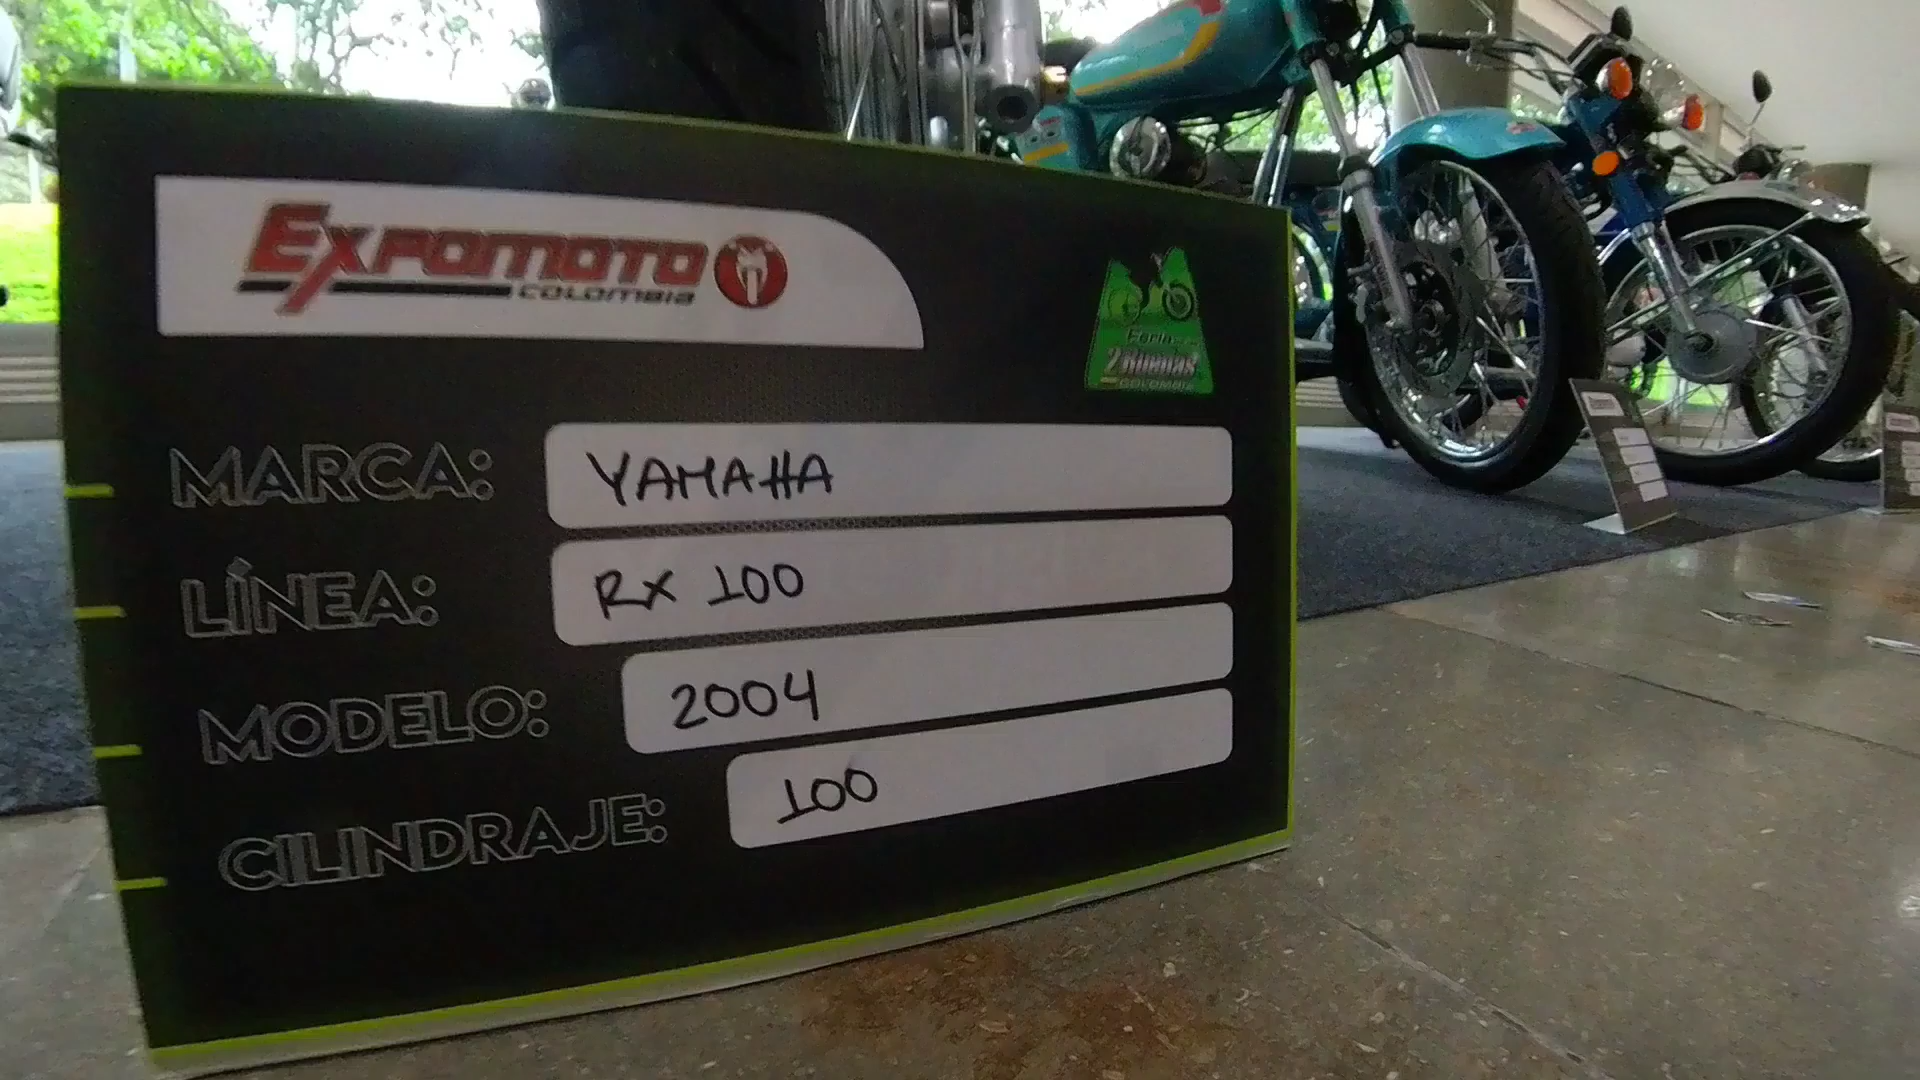 EXPOMOTO
COLOMBIA
Feria
2 Ruedas
COLOMBIA
MARCA: YAMAHA
LÍNEA: RX 100
MODELO: 2004
CILINDRAJE: 100